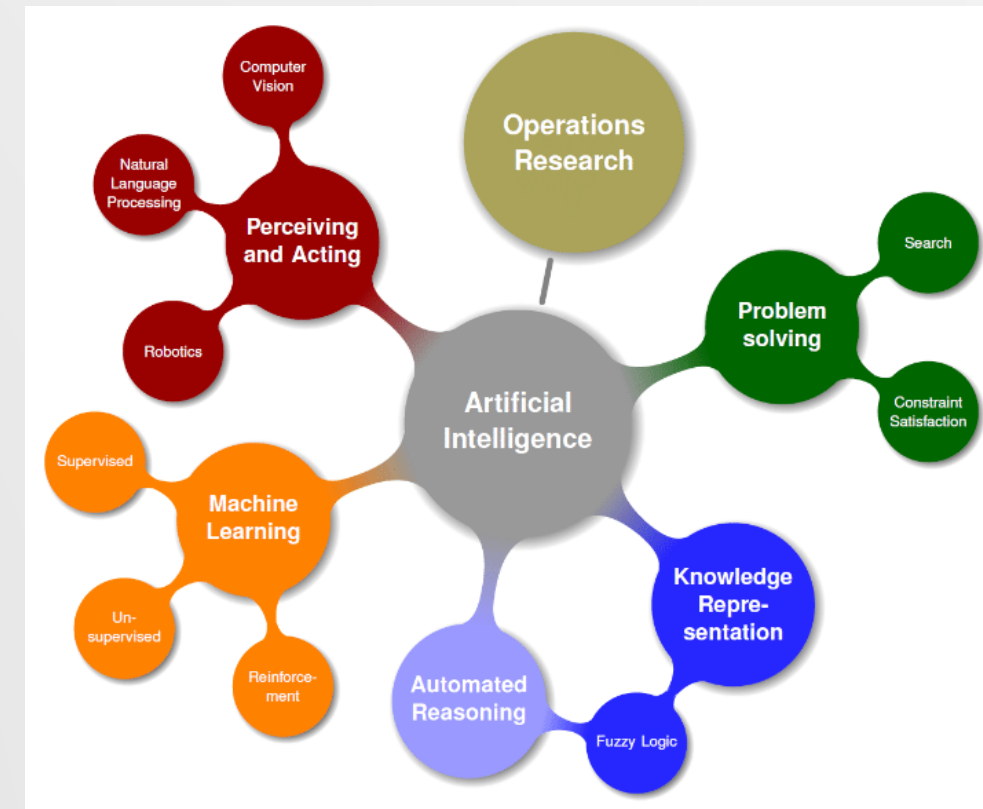 Computer
Vision
Operations
Research
Natural
Language
Processing
Perceiving
and Acting
Search
Problem
solving
Robotics
Artificial
Intelligence
Constraint
Satisfaction
Supervised
Machine
Learning
Knowledge
Repre-
sentation
Un-
supervised
Reinforce-
ment
Automated
Reasoning
Fuzzy Logic